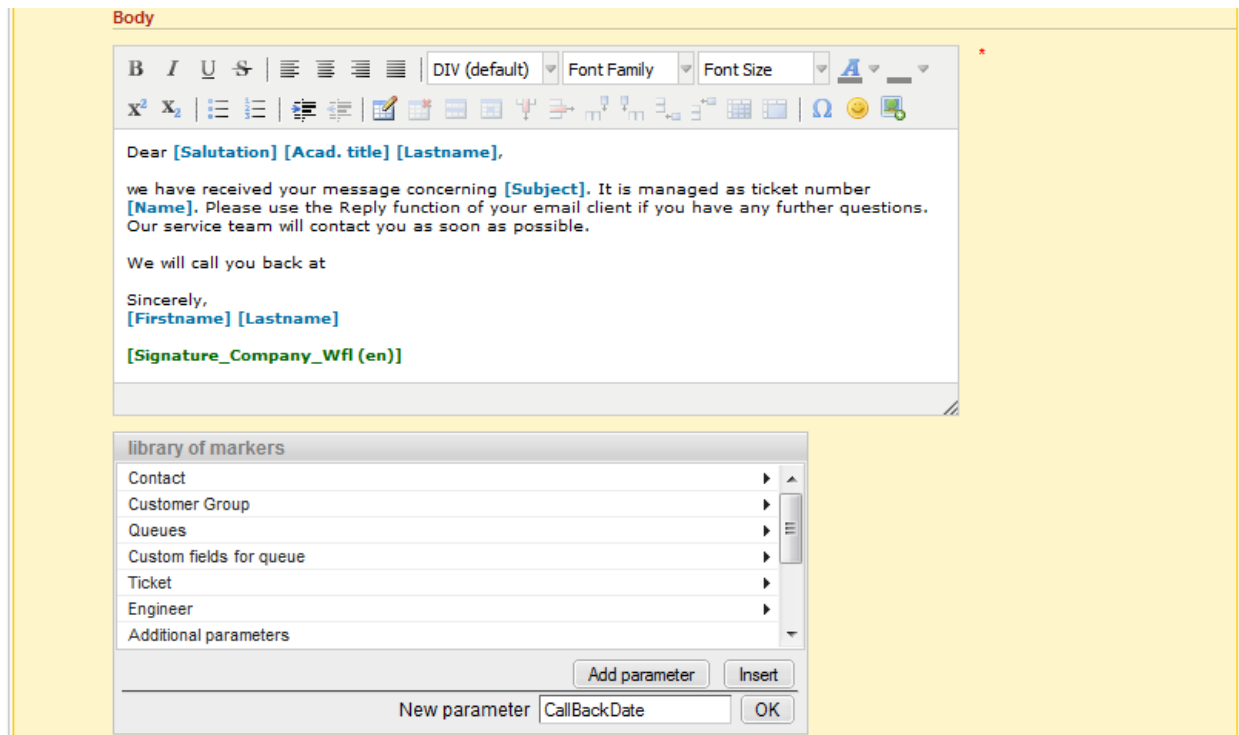 Body
*
B I U S DIV (default) Font Family Font Size A
x² x₂ Ω
Dear [Salutation] [Acad. title] [Lastname],
we have received your message concerning [Subject]. It is managed as ticket number
[Name]. Please use the Reply function of your email client if you have any further questions.
Our service team will contact you as soon as possible.
We will call you back at
Sincerely,
[Firstname] [Lastname]
[Signature_Company_Wfl (en)]
library of markers
Contact
Customer Group
Queues
Custom fields for queue
Ticket
Engineer
Additional parameters
Add parameter Insert
New parameter CallBackDate OK